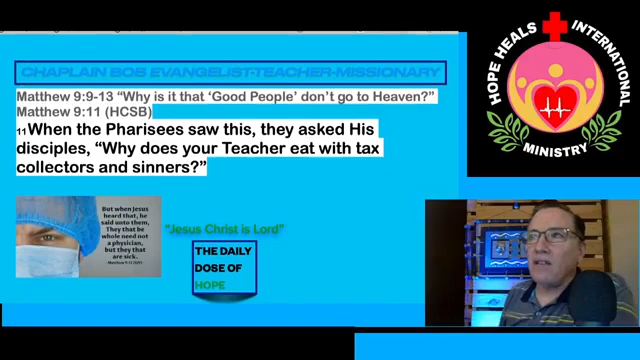 CHAPLAIN BOB EVANGELIST-TEACHER-MISSIONARY
Matthew 9:9-13 “Why is it that ‘Good People’ don’t go to Heaven?”
Matthew 9:11 (HCSB)
11When the Pharisees saw this, they asked His
disciples, “Why does your Teacher eat with tax
collectors and sinners?”
But when Jesus
heard that, he
said unto them,
They that be
whole need not
a physician,
but they that
are sick.
“Jesus Christ is Lord”
THE DAILY
DOSE OF
HOPE
HOPE HEALS
INTERNATIONAL
MINISTRY